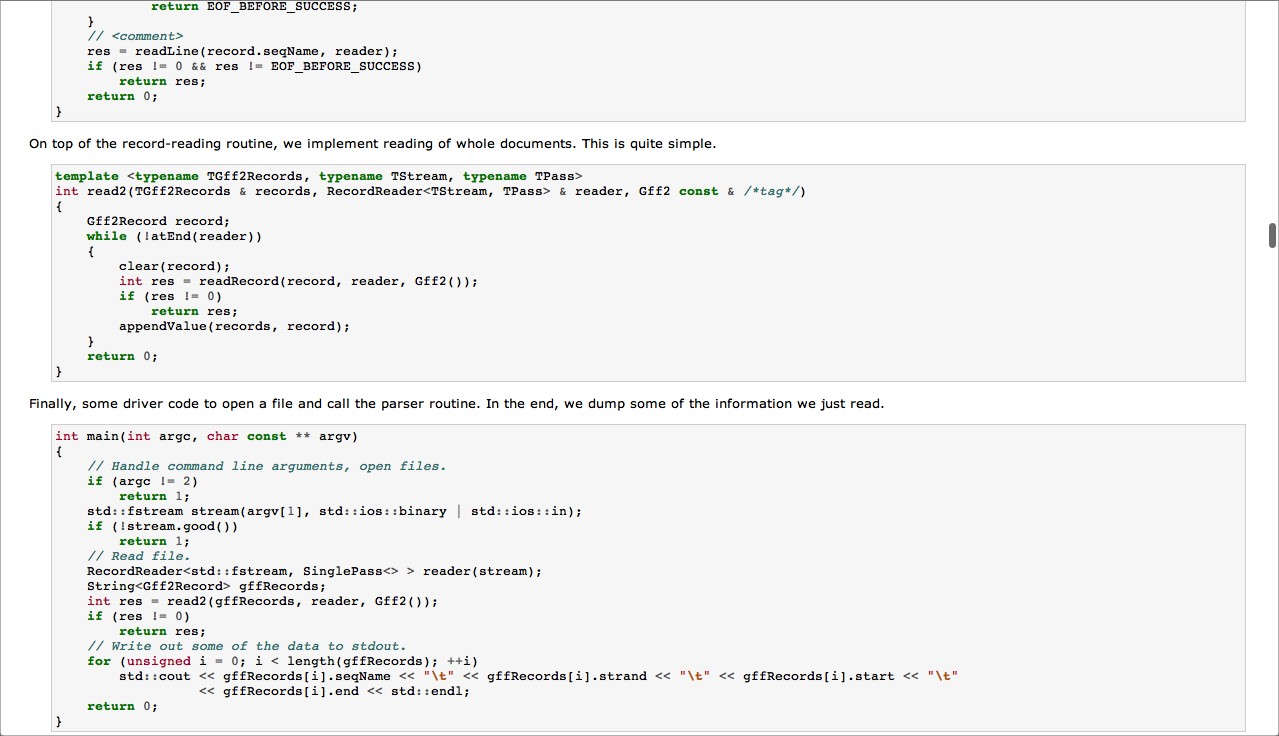 return EOF_BEFORE_SUCCESS;
    }
    // <comment>
    res = readLine(record.seqName, reader);
    if (res != 0 && res != EOF_BEFORE_SUCCESS)
        return res;
    return 0;
}
On top of the record-reading routine, we implement reading of whole documents. This is quite simple.
template <typename TGff2Records, typename TStream, typename TPass>
int read2(TGff2Records & records, RecordReader<TStream, TPass> & reader, Gff2 const & /*tag*/)
{
    Gff2Record record;
    while (!atEnd(reader))
    {
        clear(record);
        int res = readRecord(record, reader, Gff2());
        if (res != 0)
            return res;
        appendValue(records, record);
    }
    return 0;
}
Finally, some driver code to open a file and call the parser routine. In the end, we dump some of the information we just read.
int main(int argc, char const ** argv)
{
    // Handle command line arguments, open files.
    if (argc != 2)
        return 1;
    std::fstream stream(argv[1], std::ios::binary | std::ios::in);
    if (!stream.good())
        return 1;
    // Read file.
    RecordReader<std::fstream, SinglePass<> > reader(stream);
    String<Gff2Record> gffRecords;
    int res = read2(gffRecords, reader, Gff2());
    if (res != 0)
        return res;
    // Write out some of the data to stdout.
    for (unsigned i = 0; i < length(gffRecords); ++i)
        std::cout << gffRecords[i].seqName << "\t" << gffRecords[i].strand << "\t" << gffRecords[i].start << "\t"
                  << gffRecords[i].end << std::endl;
    return 0;
}